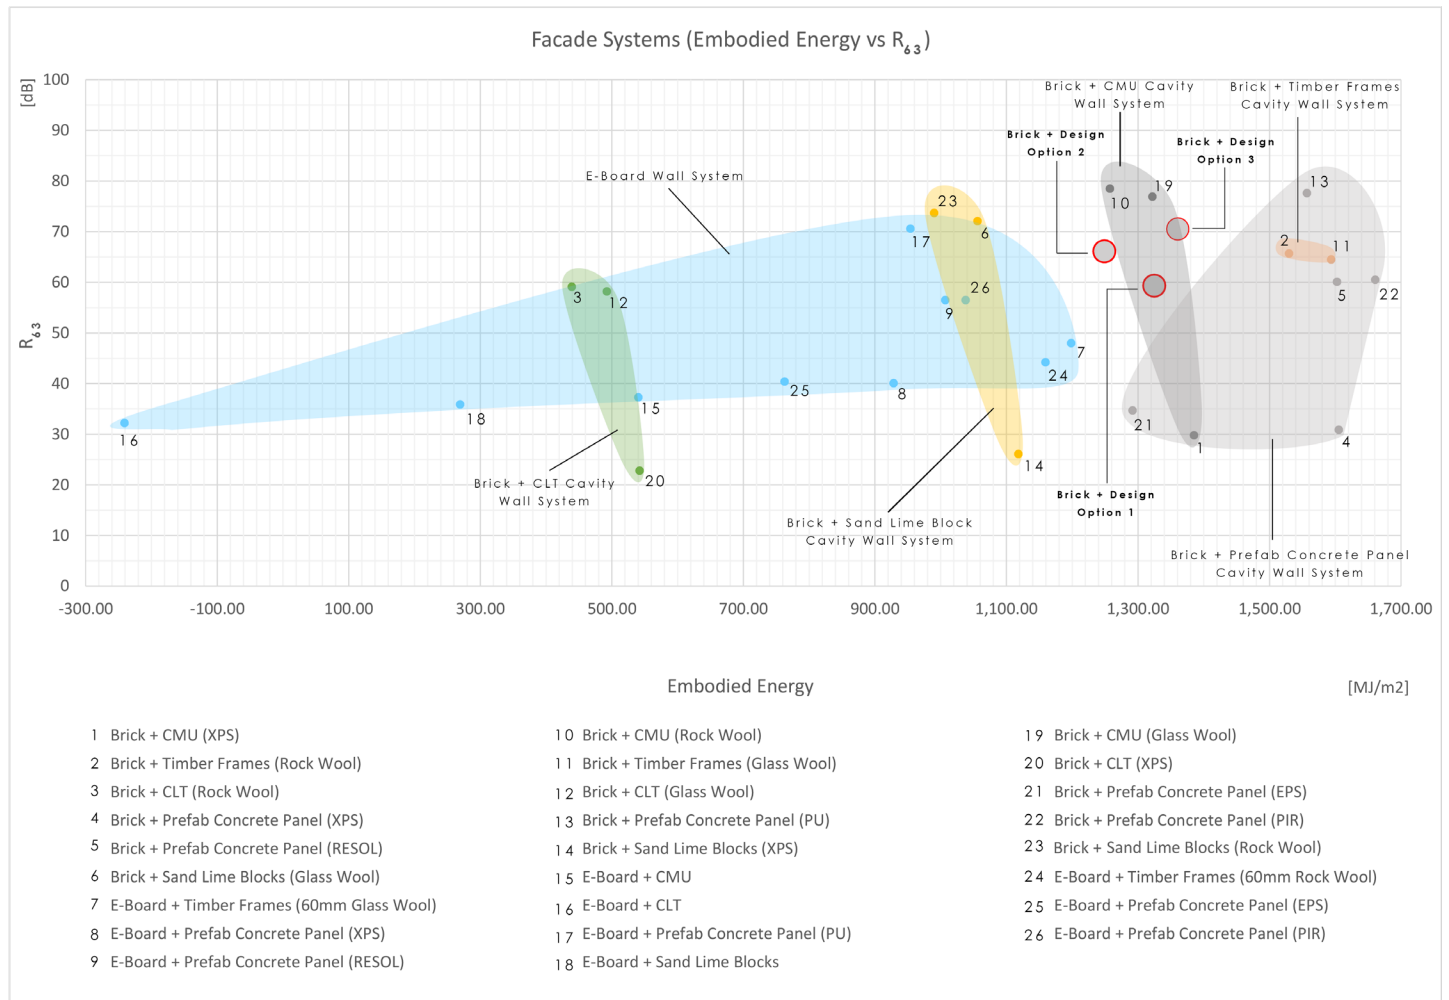 Facade Systems (Embodied Energy vs R63)
[dB]
R63
100
90
80
70
60
50
40
30
20
10
0
-300.00
-100.00
100.00
300.00
500.00
700.00
900.00
1,100.00
1,300.00
1,500.00
1,700.00
Brick + CMU Cavity
Wall System
Brick + Timber Frames
Cavity Wall System
Brick + Design
Option 2
Brick + Design
Option 3
E-Board Wall System
Brick + CLT Cavity
Wall System
Brick + Sand Lime Block
Cavity Wall System
Brick + Design
Option 1
Brick + Prefab Concrete Panel
Cavity Wall System
16
18
3
12
15
20
25
8
17
23
6
9
26
24
7
14
10
19
21
1
13
2
11
5
22
4
Embodied Energy
[MJ/m2]
1 Brick + CMU (XPS)
2 Brick + Timber Frames (Rock Wool)
3 Brick + CLT (Rock Wool)
4 Brick + Prefab Concrete Panel (XPS)
5 Brick + Prefab Concrete Panel (RESOL)
6 Brick + Sand Lime Blocks (Glass Wool)
7 E-Board + Timber Frames (60mm Glass Wool)
8 E-Board + Prefab Concrete Panel (XPS)
9 E-Board + Prefab Concrete Panel (RESOL)
10 Brick + CMU (Rock Wool)
11 Brick + Timber Frames (Glass Wool)
12 Brick + CLT (Glass Wool)
13 Brick + Prefab Concrete Panel (PU)
14 Brick + Sand Lime Blocks (XPS)
15 E-Board + CMU
16 E-Board + CLT
17 E-Board + Prefab Concrete Panel (PU)
18 E-Board + Sand Lime Blocks
19 Brick + CMU (Glass Wool)
20 Brick + CLT (XPS)
21 Brick + Prefab Concrete Panel (EPS)
22 Brick + Prefab Concrete Panel (PIR)
23 Brick + Sand Lime Blocks (Rock Wool)
24 E-Board + Timber Frames (60mm Rock Wool)
25 E-Board + Prefab Concrete Panel (EPS)
26 E-Board + Prefab Concrete Panel (PIR)